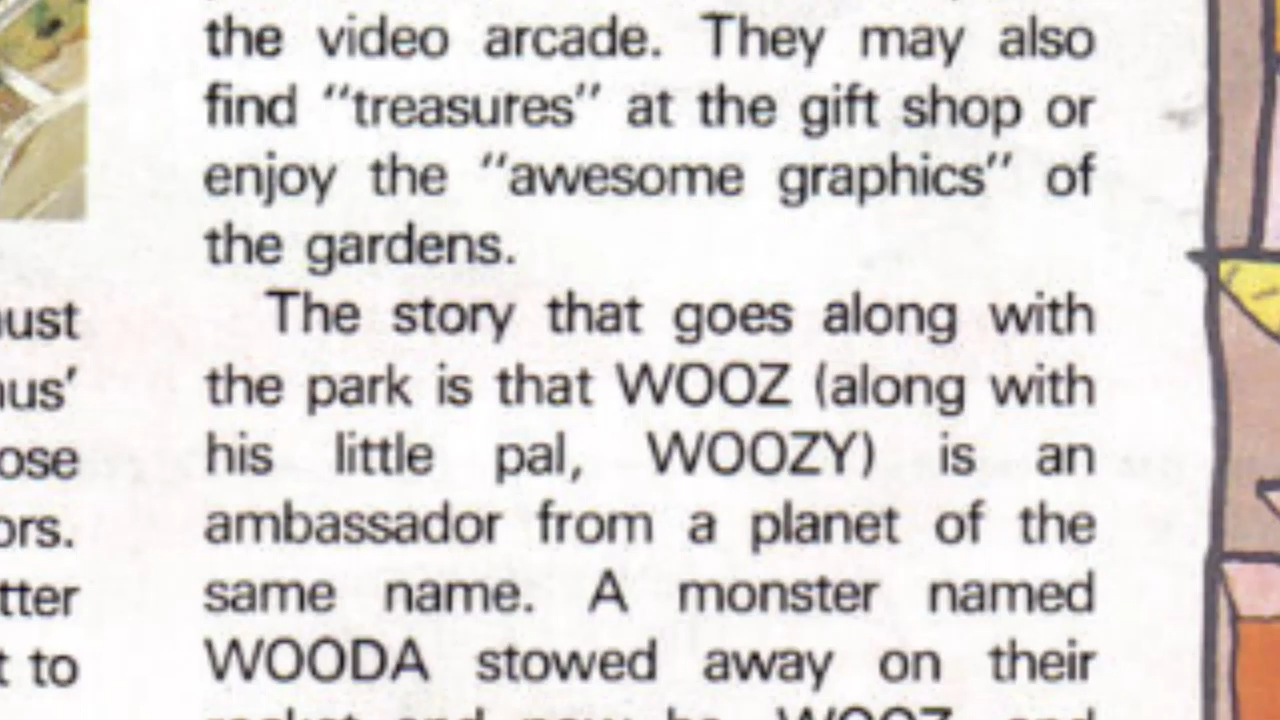 the video arcade. They may also
find "treasures" at the gift shop or
enjoy the "awesome graphics" of
the gardens.
The story that goes along with
the park is that WOOZ (along with
his little pal, WOOZY) is an
ambassador from a planet of the
same name. A monster named
WOODA stowed away on their
to